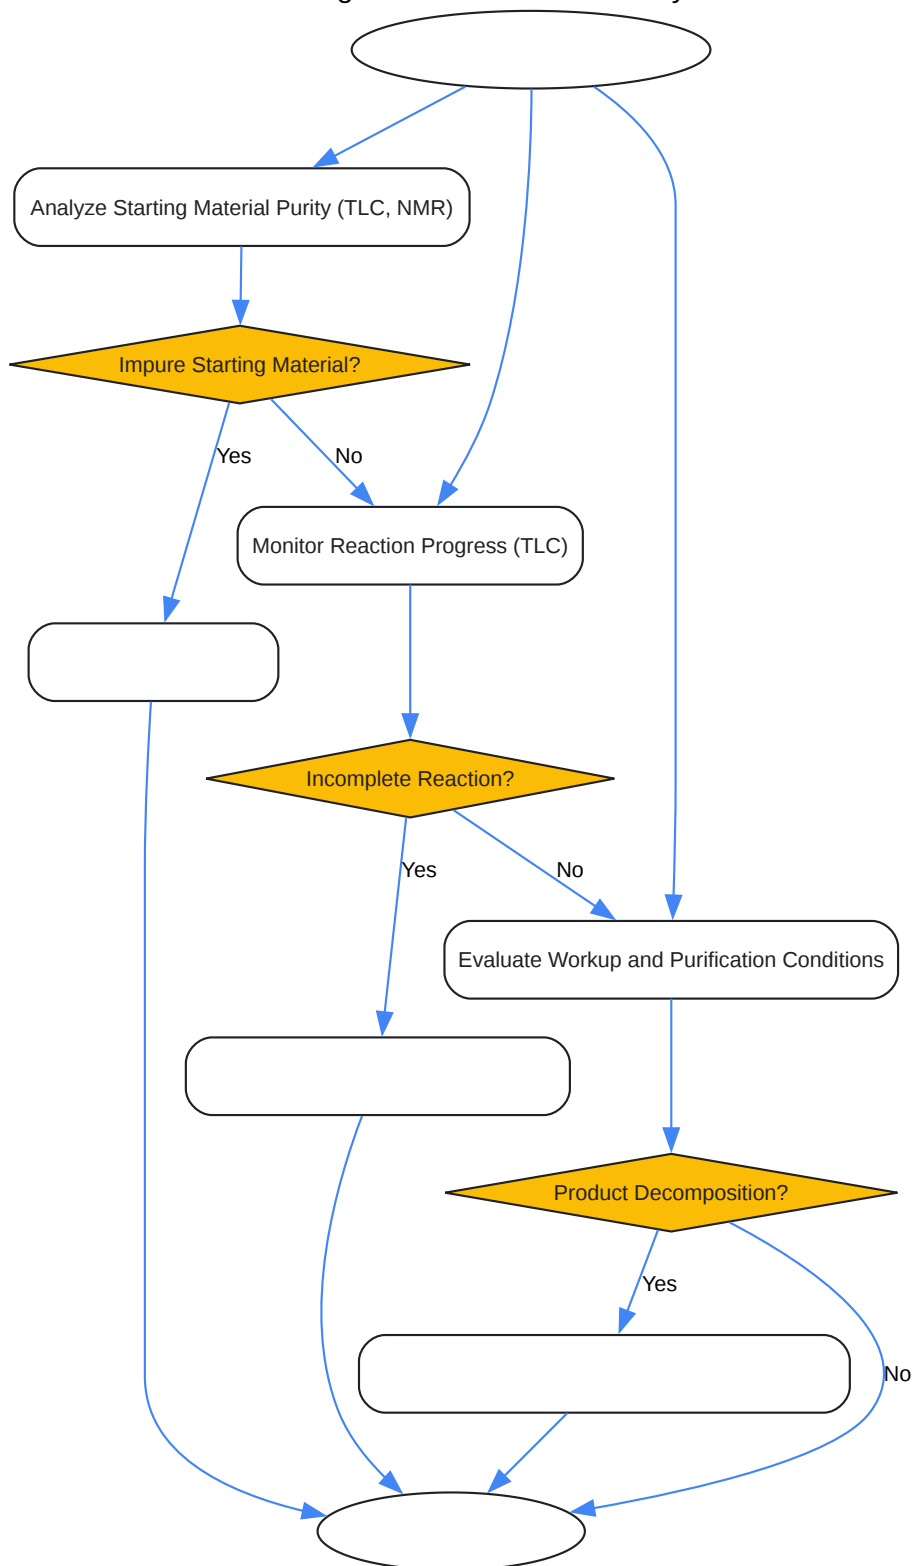 Analyze Starting Material Purity (TLC, NMR)
Impure Starting Material?
Yes
No
Monitor Reaction Progress (TLC)
Incomplete Reaction?
Yes
No
Evaluate Workup and Purification Conditions
Product Decomposition?
Yes
No